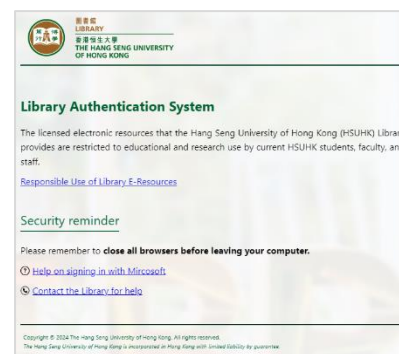 圖書館
LIBRARY
香港恒生大學
THE HANG SENG UNIVERSITY
OF HONG KONG
Library Authentication System
The licensed electronic resources that the Hang Seng University of Hong Kong (HSUHK) Librar
provides are restricted to educational and research use by current HSUHK students, faculty, an
staff.
Responsible Use of Library E-Resources
Security reminder
Please remember to close all browsers before leaving your computer.
Help on signing in with Mircosoft
Contact the Library for help
Copyright © 2024 The Hang Seng University of Hong Kong. All rights reserved.
The Hang Seng University of Hong Kong is incorporated in Hong Kong with limited liability by guarantee.